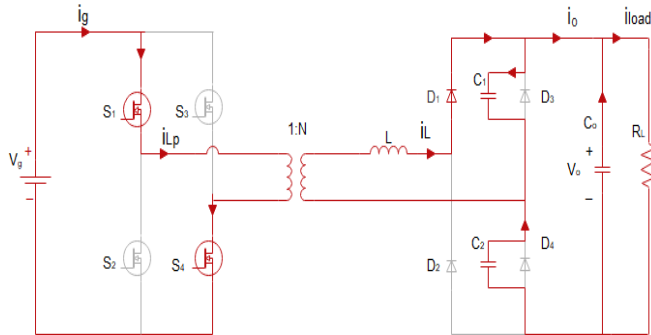 ig
io
iload
S1
S3
D1
C1
D3
1:N
L
iL
iLp
Vg
+
−
Co
+
Vo
−
RL
S2
S4
D2
C2
D4